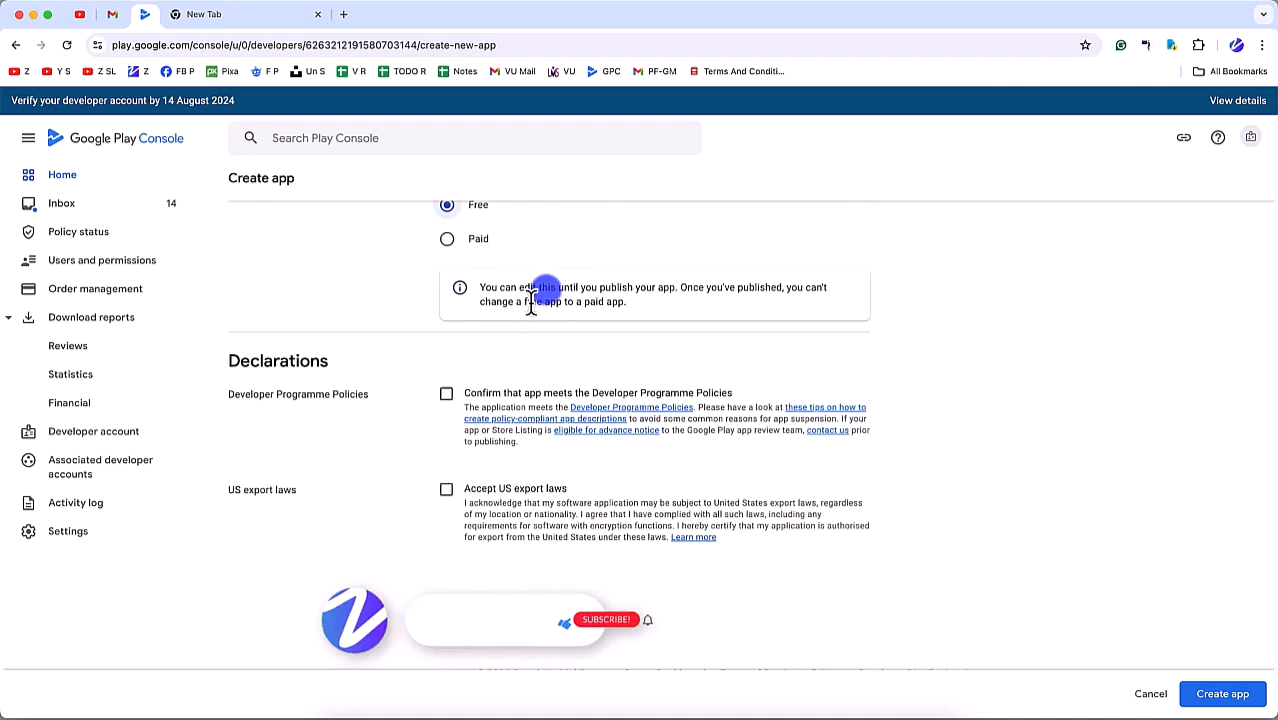 New Tab
play.google.com/console/u/0/developers/6263212191580703144/create-new-app
Z
Y S
Z SL
Z
FB P
Pixa
F P
Un S
V R
TODO R
Notes
VU Mail
VU
GPC
PF-GM
Terms And Conditi...
All Bookmarks
Verify your developer account by 14 August 2024
View details
Google Play Console
Search Play Console
Home
Create app
Inbox
14
Free
Policy status
Paid
Users and permissions
Order management
You can edit this until you publish your app. Once you've published, you can't
change a free app to a paid app.
Download reports
Reviews
Statistics
Financial
Developer account
Associated developer
accounts
Activity log
Settings
Declarations
Developer Programme Policies
Confirm that app meets the Developer Programme Policies
The application meets the Developer Programme Policies. Please have a look at these tips on how to
create policy-compliant app descriptions to avoid some common reasons for app suspension. If your
app or Store Listing is eligible for advance notice to the Google Play app review team, contact us prior
to publishing.
US export laws
Accept US export laws
I acknowledge that my software application may be subject to United States export laws, regardless
of my location or nationality. I agree that I have complied with all such laws, including any
requirements for software with encryption functions. I hereby certify that my application is authorised
for export from the United States under these laws. Learn more
SUBSCRIBE!
Cancel
Create app